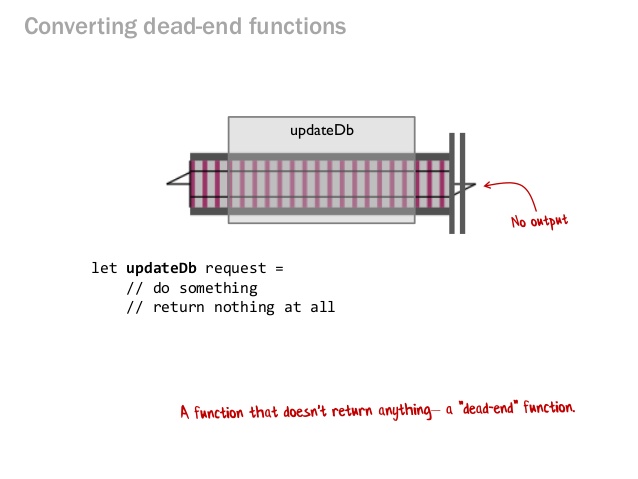 Converting dead-end functions
updateDb
No output
let updateDb request =
    // do something
    // return nothing at all
A function that doesn't return anything— a "dead-end" function.